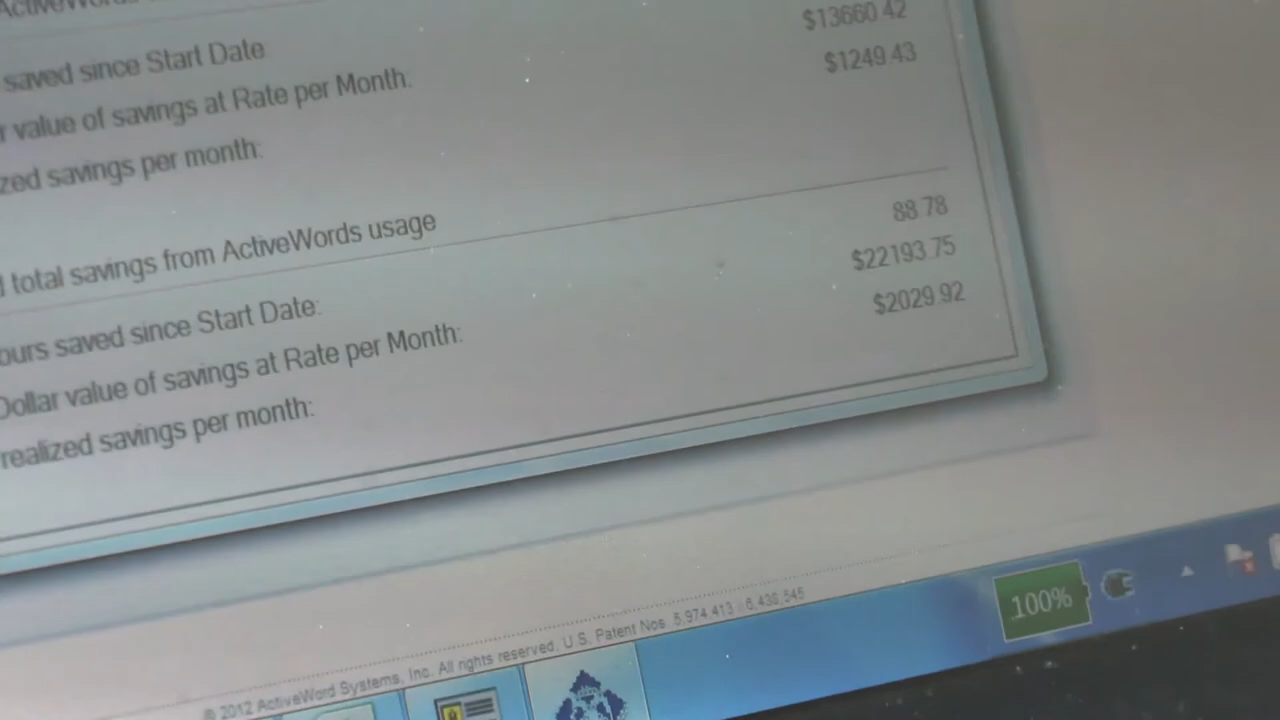 ActiveWords
saved since Start Date
$13660.42
r value of savings at Rate per Month:
$1249.43
zed savings per month:
total savings from ActiveWords usage
ours saved since Start Date:
88.78
Dollar value of savings at Rate per Month:
$22193.75
realized savings per month:
$2029.92
© 2012 ActiveWord Systems, Inc. All rights reserved. U.S. Patent Nos. 5,974,413 6,438,545
100%